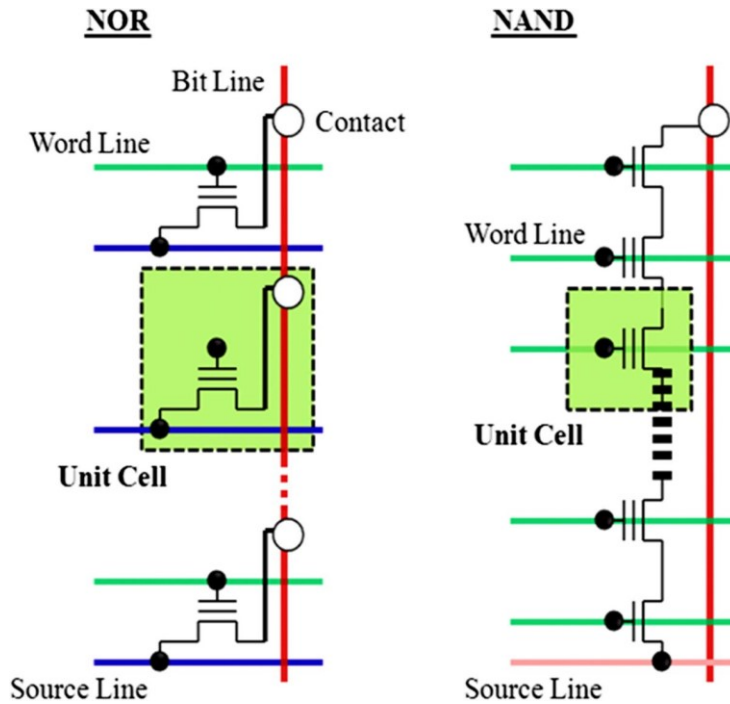 NOR
Bit Line
Contact
Word Line
Unit Cell
Source Line
NAND
Word Line
Unit Cell
Source Line